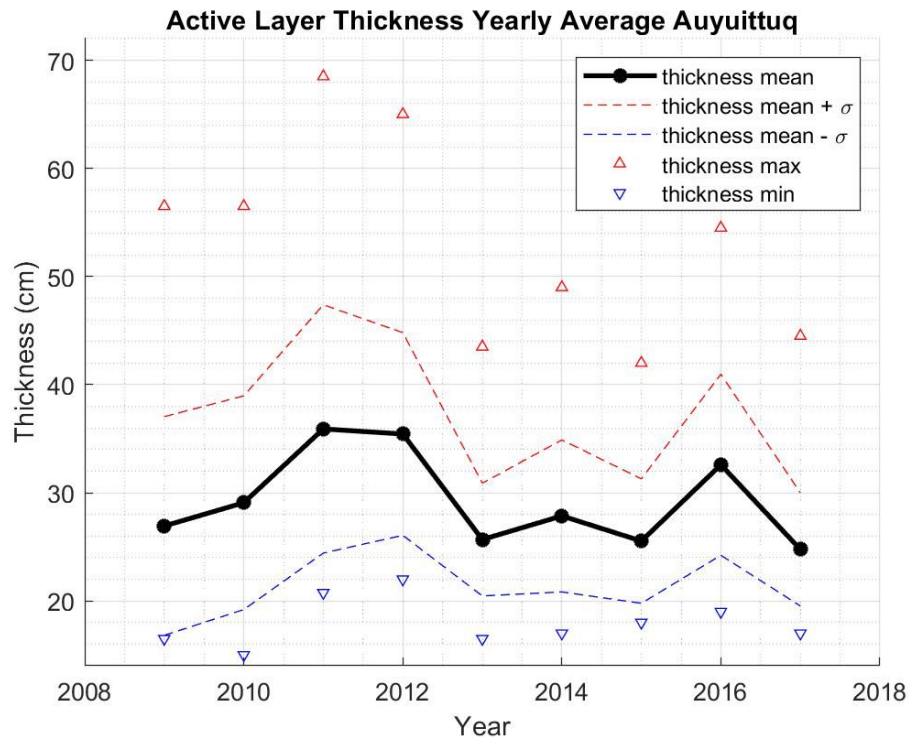 Active Layer Thickness Yearly Average Auyuittuq
thickness mean
thickness mean + σ
thickness mean - σ
thickness max
thickness min
Thickness (cm)
70
60
50
40
30
20
2008 2010 2012 2014 2016 2018
Year